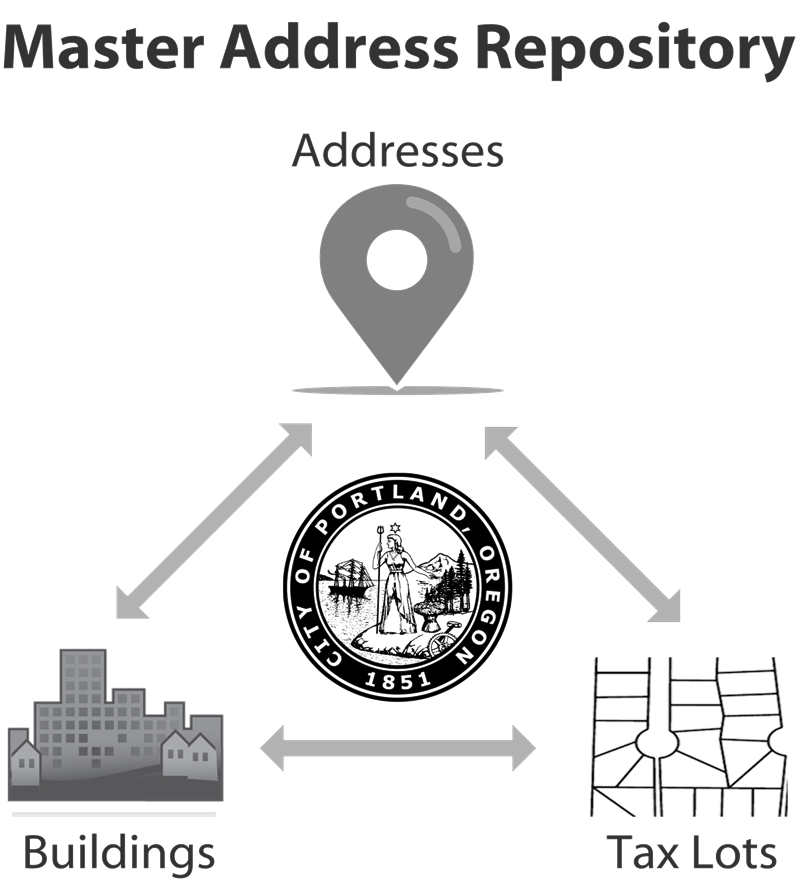 Master Address Repository
Addresses
CITY OF PORTLAND, OREGON
1851
Buildings
Tax Lots